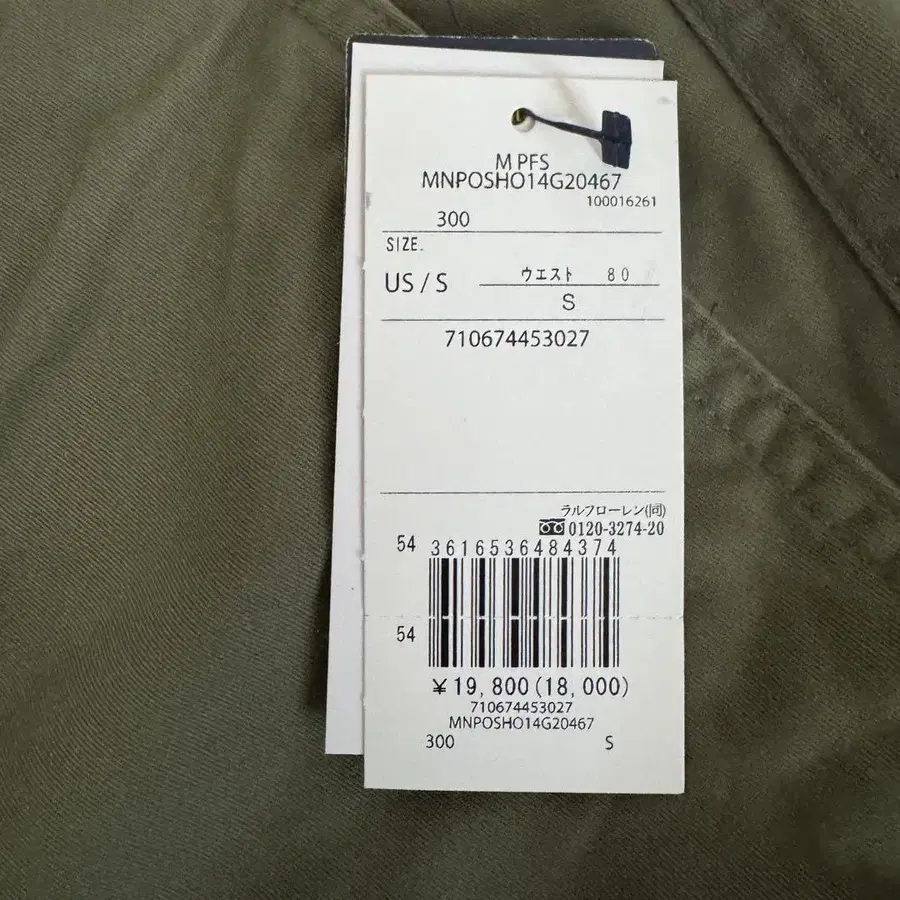 M PFS
MNPOSHO14G20467
100016261
300
SIZE.
US / S
ウエスト 80
S
710674453027
ラルフローレン(同)
0120-3274-20
54 3616536484374
54
¥19,800(18,000)
710674453027
MNPOSHO14G20467
300 S